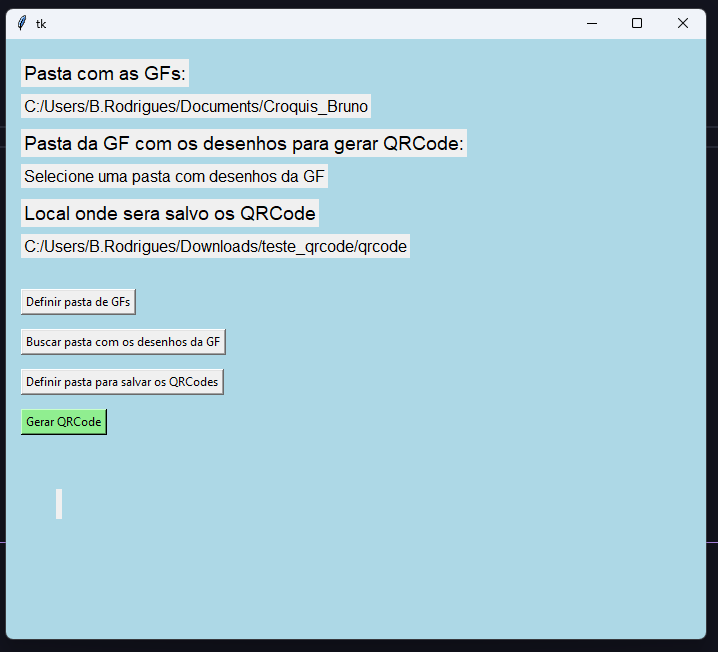 tk
Pasta com as GFs:
C:/Users/B.Rodrigues/Documents/Croquis_Bruno
Pasta da GF com os desenhos para gerar QRCode:
Selecione uma pasta com desenhos da GF
Local onde sera salvo os QRCode
C:/Users/B.Rodrigues/Downloads/teste_qrcode/qrcode
Definir pasta de GFs
Buscar pasta com os desenhos da GF
Definir pasta para salvar os QRCodes
Gerar QRCode